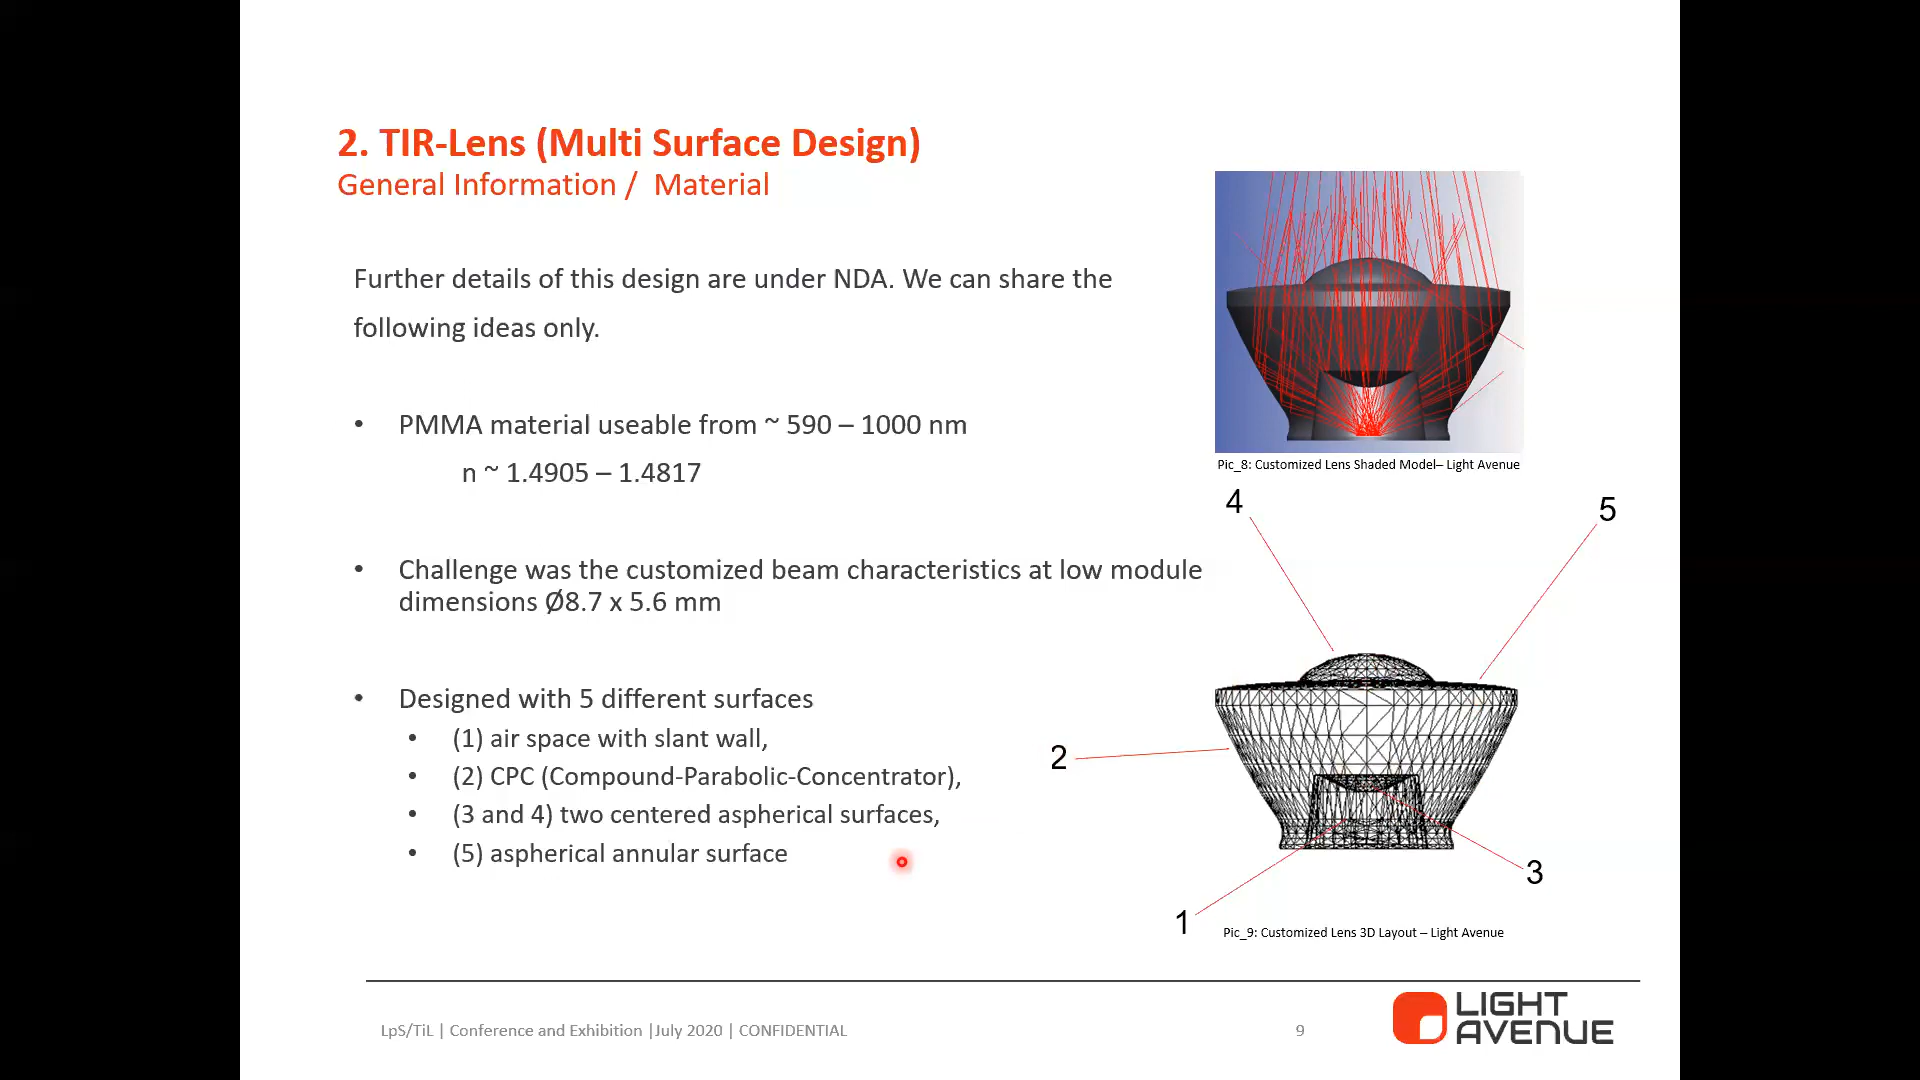 2. TIR-Lens (Multi Surface Design)
General Information /  Material
Further details of this design are under NDA. We can share the
following ideas only.
• PMMA material useable from ~ 590 – 1000 nm
n ~ 1.4905 – 1.4817
• Challenge was the customized beam characteristics at low module
dimensions Ø8.7 x 5.6 mm
• Designed with 5 different surfaces
• (1) air space with slant wall,
• (2) CPC (Compound-Parabolic-Concentrator),
• (3 and 4) two centered aspherical surfaces,
• (5) aspherical annular surface
Pic_8: Customized Lens Shaded Model– Light Avenue
4
5
2
3
1
Pic_9: Customized Lens 3D Layout – Light Avenue
LpS/TiL | Conference and Exhibition |July 2020 | CONFIDENTIAL
9
LIGHT
AVENUE